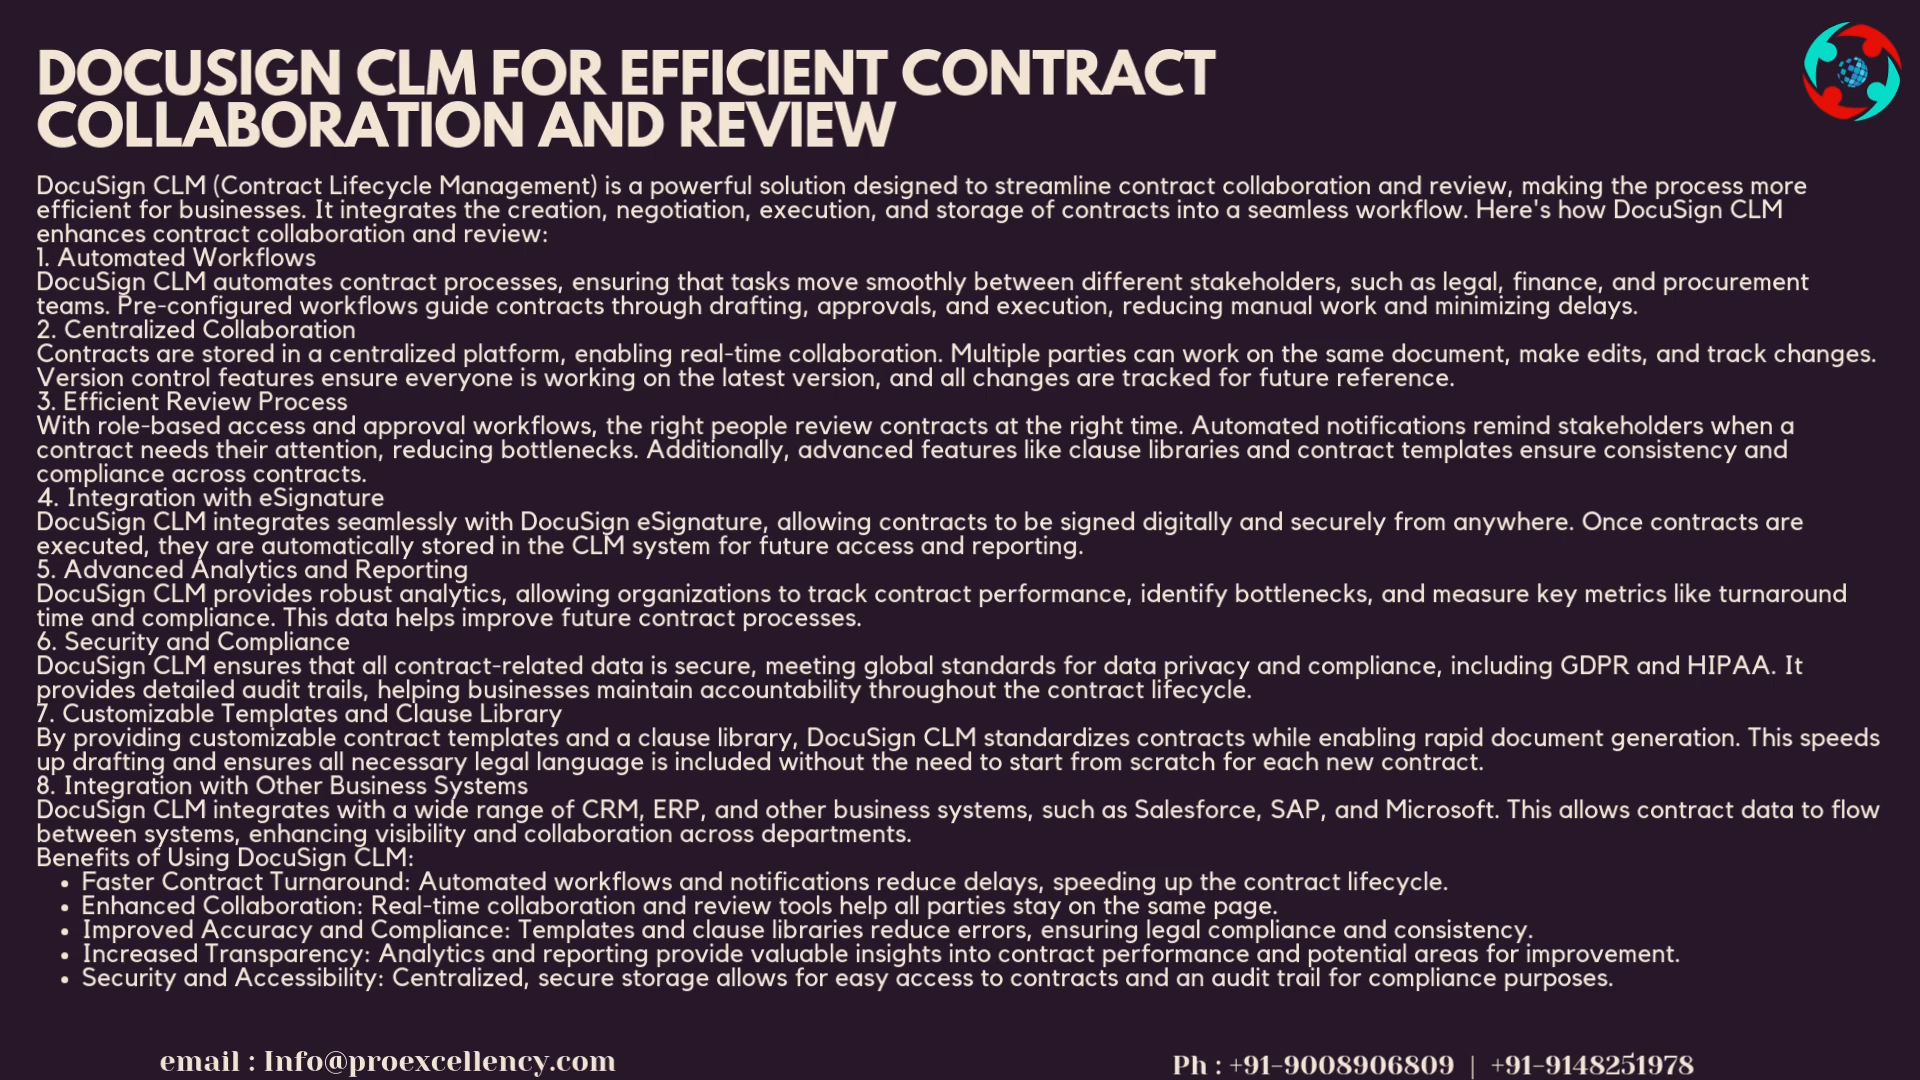 DOCUSIGN CLM FOR EFFICIENT CONTRACT
COLLABORATION AND REVIEW
DocuSign CLM (Contract Lifecycle Management) is a powerful solution designed to streamline contract collaboration and review, making the process more
efficient for businesses. It integrates the creation, negotiation, execution, and storage of contracts into a seamless workflow. Here's how DocuSign CLM
enhances contract collaboration and review:
1. Automated Workflows
DocuSign CLM automates contract processes, ensuring that tasks move smoothly between different stakeholders, such as legal, finance, and procurement
teams. Pre-configured workflows guide contracts through drafting, approvals, and execution, reducing manual work and minimizing delays.
2. Centralized Collaboration
Contracts are stored in a centralized platform, enabling real-time collaboration. Multiple parties can work on the same document, make edits, and track changes.
Version control features ensure everyone is working on the latest version, and all changes are tracked for future reference.
3. Efficient Review Process
With role-based access and approval workflows, the right people review contracts at the right time. Automated notifications remind stakeholders when a
contract needs their attention, reducing bottlenecks. Additionally, advanced features like clause libraries and contract templates ensure consistency and
compliance across contracts.
4. Integration with eSignature
DocuSign CLM integrates seamlessly with DocuSign eSignature, allowing contracts to be signed digitally and securely from anywhere. Once contracts are
executed, they are automatically stored in the CLM system for future access and reporting.
5. Advanced Analytics and Reporting
DocuSign CLM provides robust analytics, allowing organizations to track contract performance, identify bottlenecks, and measure key metrics like turnaround
time and compliance. This data helps improve future contract processes.
6. Security and Compliance
DocuSign CLM ensures that all contract-related data is secure, meeting global standards for data privacy and compliance, including GDPR and HIPAA. It
provides detailed audit trails, helping businesses maintain accountability throughout the contract lifecycle.
7. Customizable Templates and Clause Library
By providing customizable contract templates and a clause library, DocuSign CLM standardizes contracts while enabling rapid document generation. This speeds
up drafting and ensures all necessary legal language is included without the need to start from scratch for each new contract.
8. Integration with Other Business Systems
DocuSign CLM integrates with a wide range of CRM, ERP, and other business systems, such as Salesforce, SAP, and Microsoft. This allows contract data to flow
between systems, enhancing visibility and collaboration across departments.
Benefits of Using DocuSign CLM:
• Faster Contract Turnaround: Automated workflows and notifications reduce delays, speeding up the contract lifecycle.
• Enhanced Collaboration: Real-time collaboration and review tools help all parties stay on the same page.
• Improved Accuracy and Compliance: Templates and clause libraries reduce errors, ensuring legal compliance and consistency.
• Increased Transparency: Analytics and reporting provide valuable insights into contract performance and potential areas for improvement.
• Security and Accessibility: Centralized, secure storage allows for easy access to contracts and an audit trail for compliance purposes.
email : Info@proexcellency.com
Ph : +91-9008906809 | +91-9148251978